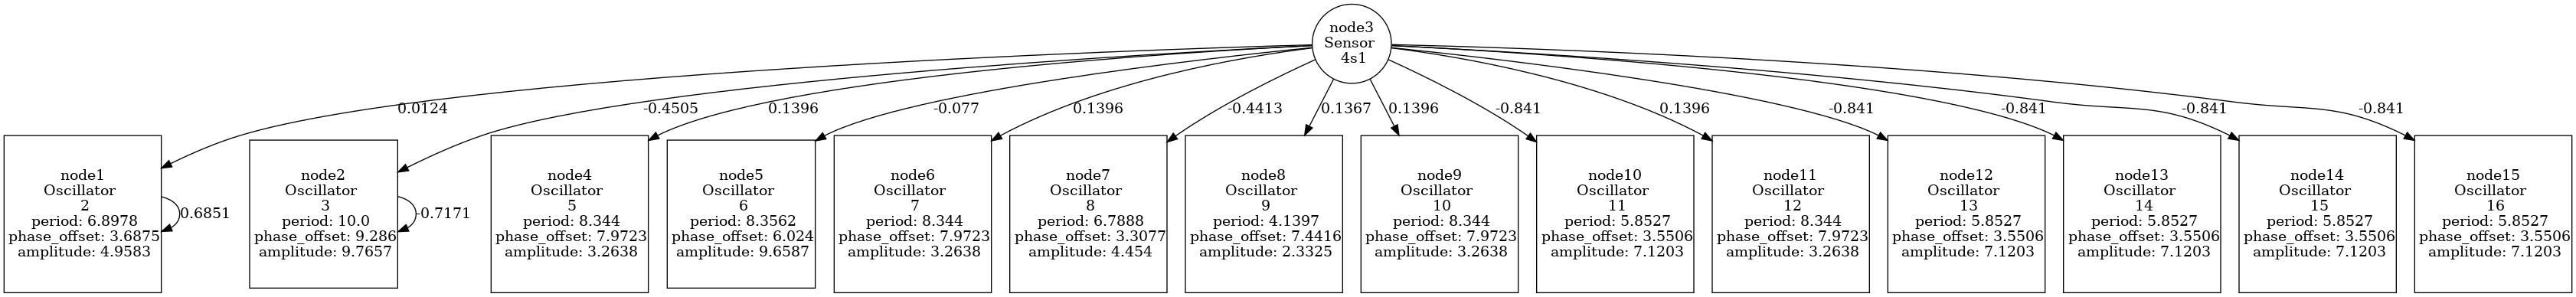 node3
Sensor
4s1
0.0124
-0.4505
0.1396
-0.077
0.1396
-0.4413
0.1367
0.1396
-0.841
0.1396
-0.841
-0.841
-0.841
-0.841
node1
Oscillator
2
period: 6.8978
phase_offset: 3.6875
amplitude: 4.9583
0.6851
node2
Oscillator
3
period: 10.0
phase_offset: 9.286
amplitude: 9.7657
-0.7171
node4
Oscillator
5
period: 8.344
phase_offset: 7.9723
amplitude: 3.2638
node5
Oscillator
6
period: 8.3562
phase_offset: 6.024
amplitude: 9.6587
node6
Oscillator
7
period: 8.344
phase_offset: 7.9723
amplitude: 3.2638
node7
Oscillator
8
period: 6.7888
phase_offset: 3.3077
amplitude: 4.454
node8
Oscillator
9
period: 4.1397
phase_offset: 7.4416
amplitude: 2.3325
node9
Oscillator
10
period: 8.344
phase_offset: 7.9723
amplitude: 3.2638
node10
Oscillator
11
period: 5.8527
phase_offset: 3.5506
amplitude: 7.1203
node11
Oscillator
12
period: 8.344
phase_offset: 7.9723
amplitude: 3.2638
node12
Oscillator
13
period: 5.8527
phase_offset: 3.5506
amplitude: 7.1203
node13
Oscillator
14
period: 5.8527
phase_offset: 3.5506
amplitude: 7.1203
node14
Oscillator
15
period: 5.8527
phase_offset: 3.5506
amplitude: 7.1203
node15
Oscillator
16
period: 5.8527
phase_offset: 3.5506
amplitude: 7.1203